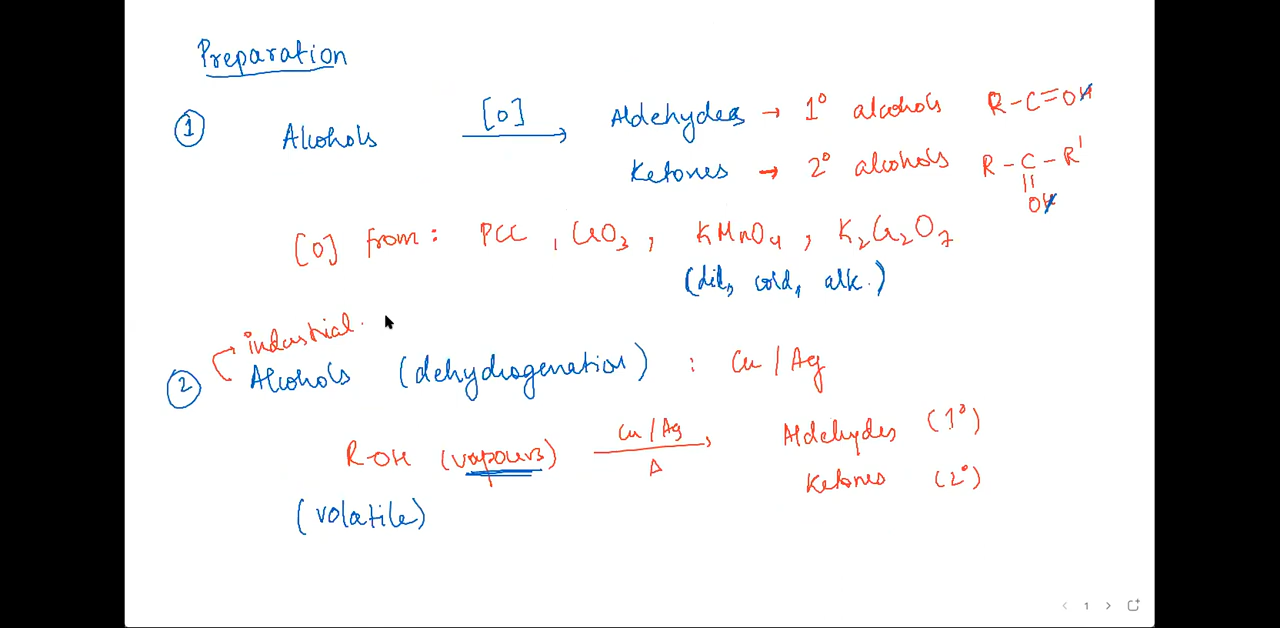 Preparation
① Alcohols [O] → Aldehydes → 1° alcohols R-C=OH
Ketones → 2° alcohols R-C-R'
||
OH
[O] from : PCC , CrO3 , KMnO4 , K2Cr2O7
(dil, cold, alk.)
→ industrial.
② Alcohols (dehydrogenation) : Cu / Ag
R-OH (vapours) Cu/Ag → Aldehydes (1°)
Δ Ketones (2°)
(volatile)
1